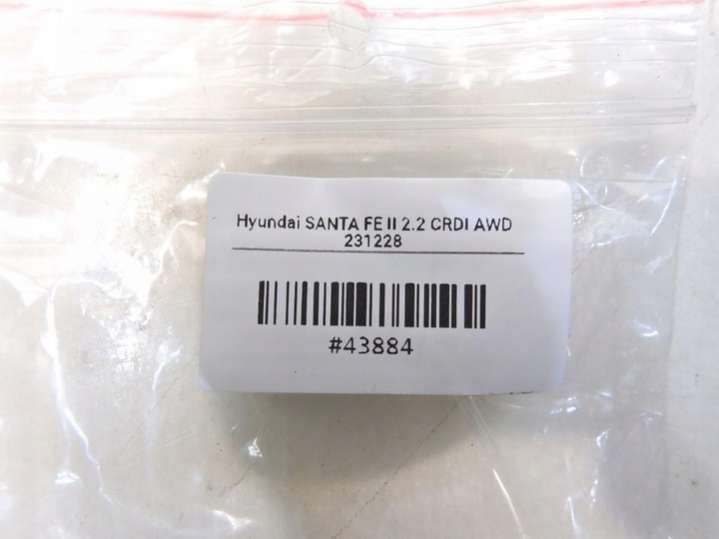 Hyundai SANTA FE II 2.2 CRDI AWD
231228
#43884